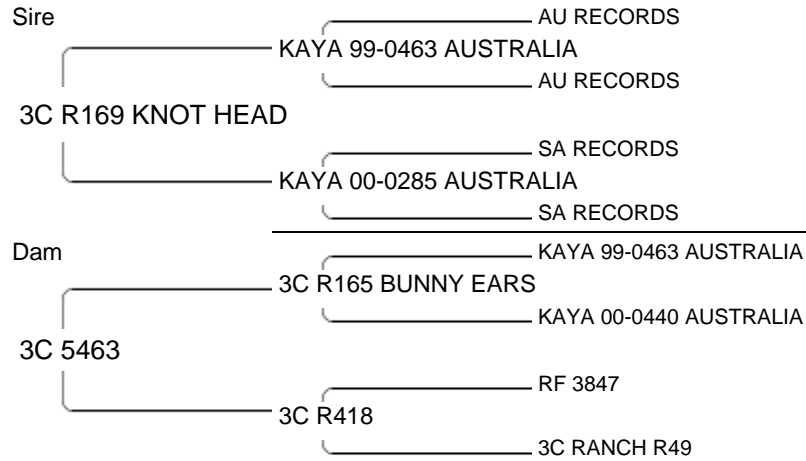 Sire
AU RECORDS
KAYA 99-0463 AUSTRALIA
AU RECORDS
3C R169 KNOT HEAD
SA RECORDS
KAYA 00-0285 AUSTRALIA
SA RECORDS
Dam
KAYA 99-0463 AUSTRALIA
3C R165 BUNNY EARS
KAYA 00-0440 AUSTRALIA
3C 5463
RF 3847
3C R418
3C RANCH R49